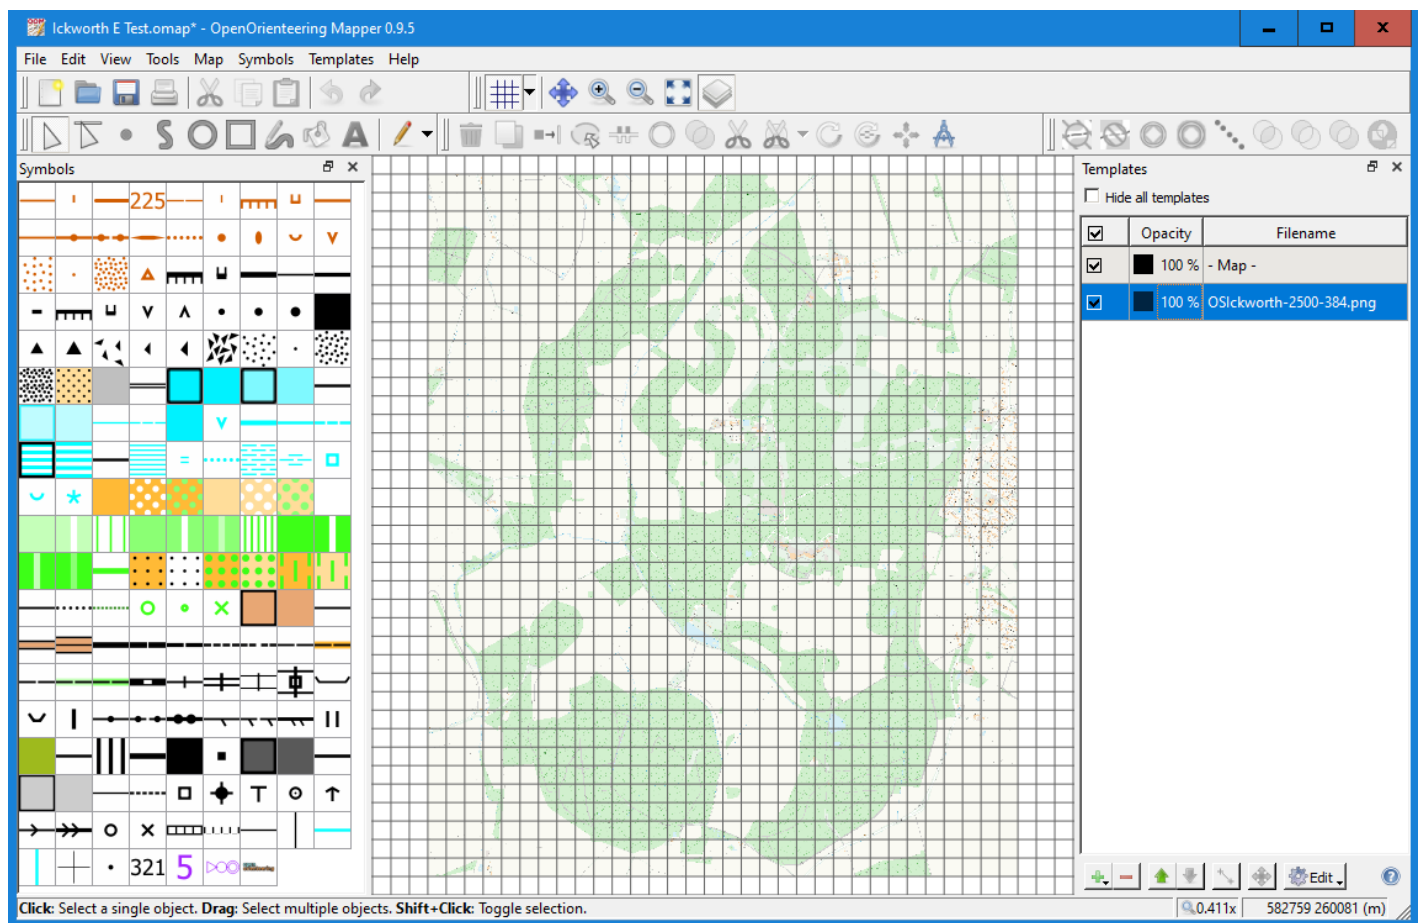 Ickworth E Test.omap* - OpenOrienteering Mapper 0.9.5
File Edit View Tools Map Symbols Templates Help
Symbols
Templates
Hide all templates
Opacity Filename
100 % - Map -
100 % OSIckworth-2500-384.png
225
321 5
Edit
Click: Select a single object. Drag: Select multiple objects. Shift+Click: Toggle selection.
0.411x 582759 260081 (m)